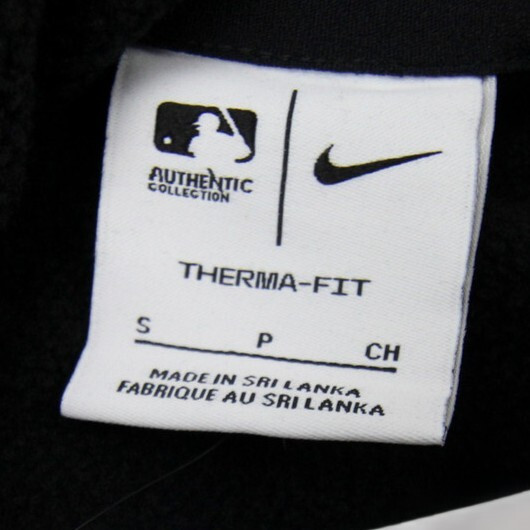 AUTHENTIC
COLLECTION
THERMA-FIT
S P CH
MADE IN SRI LANKA
FABRIQUE AU SRI LANKA